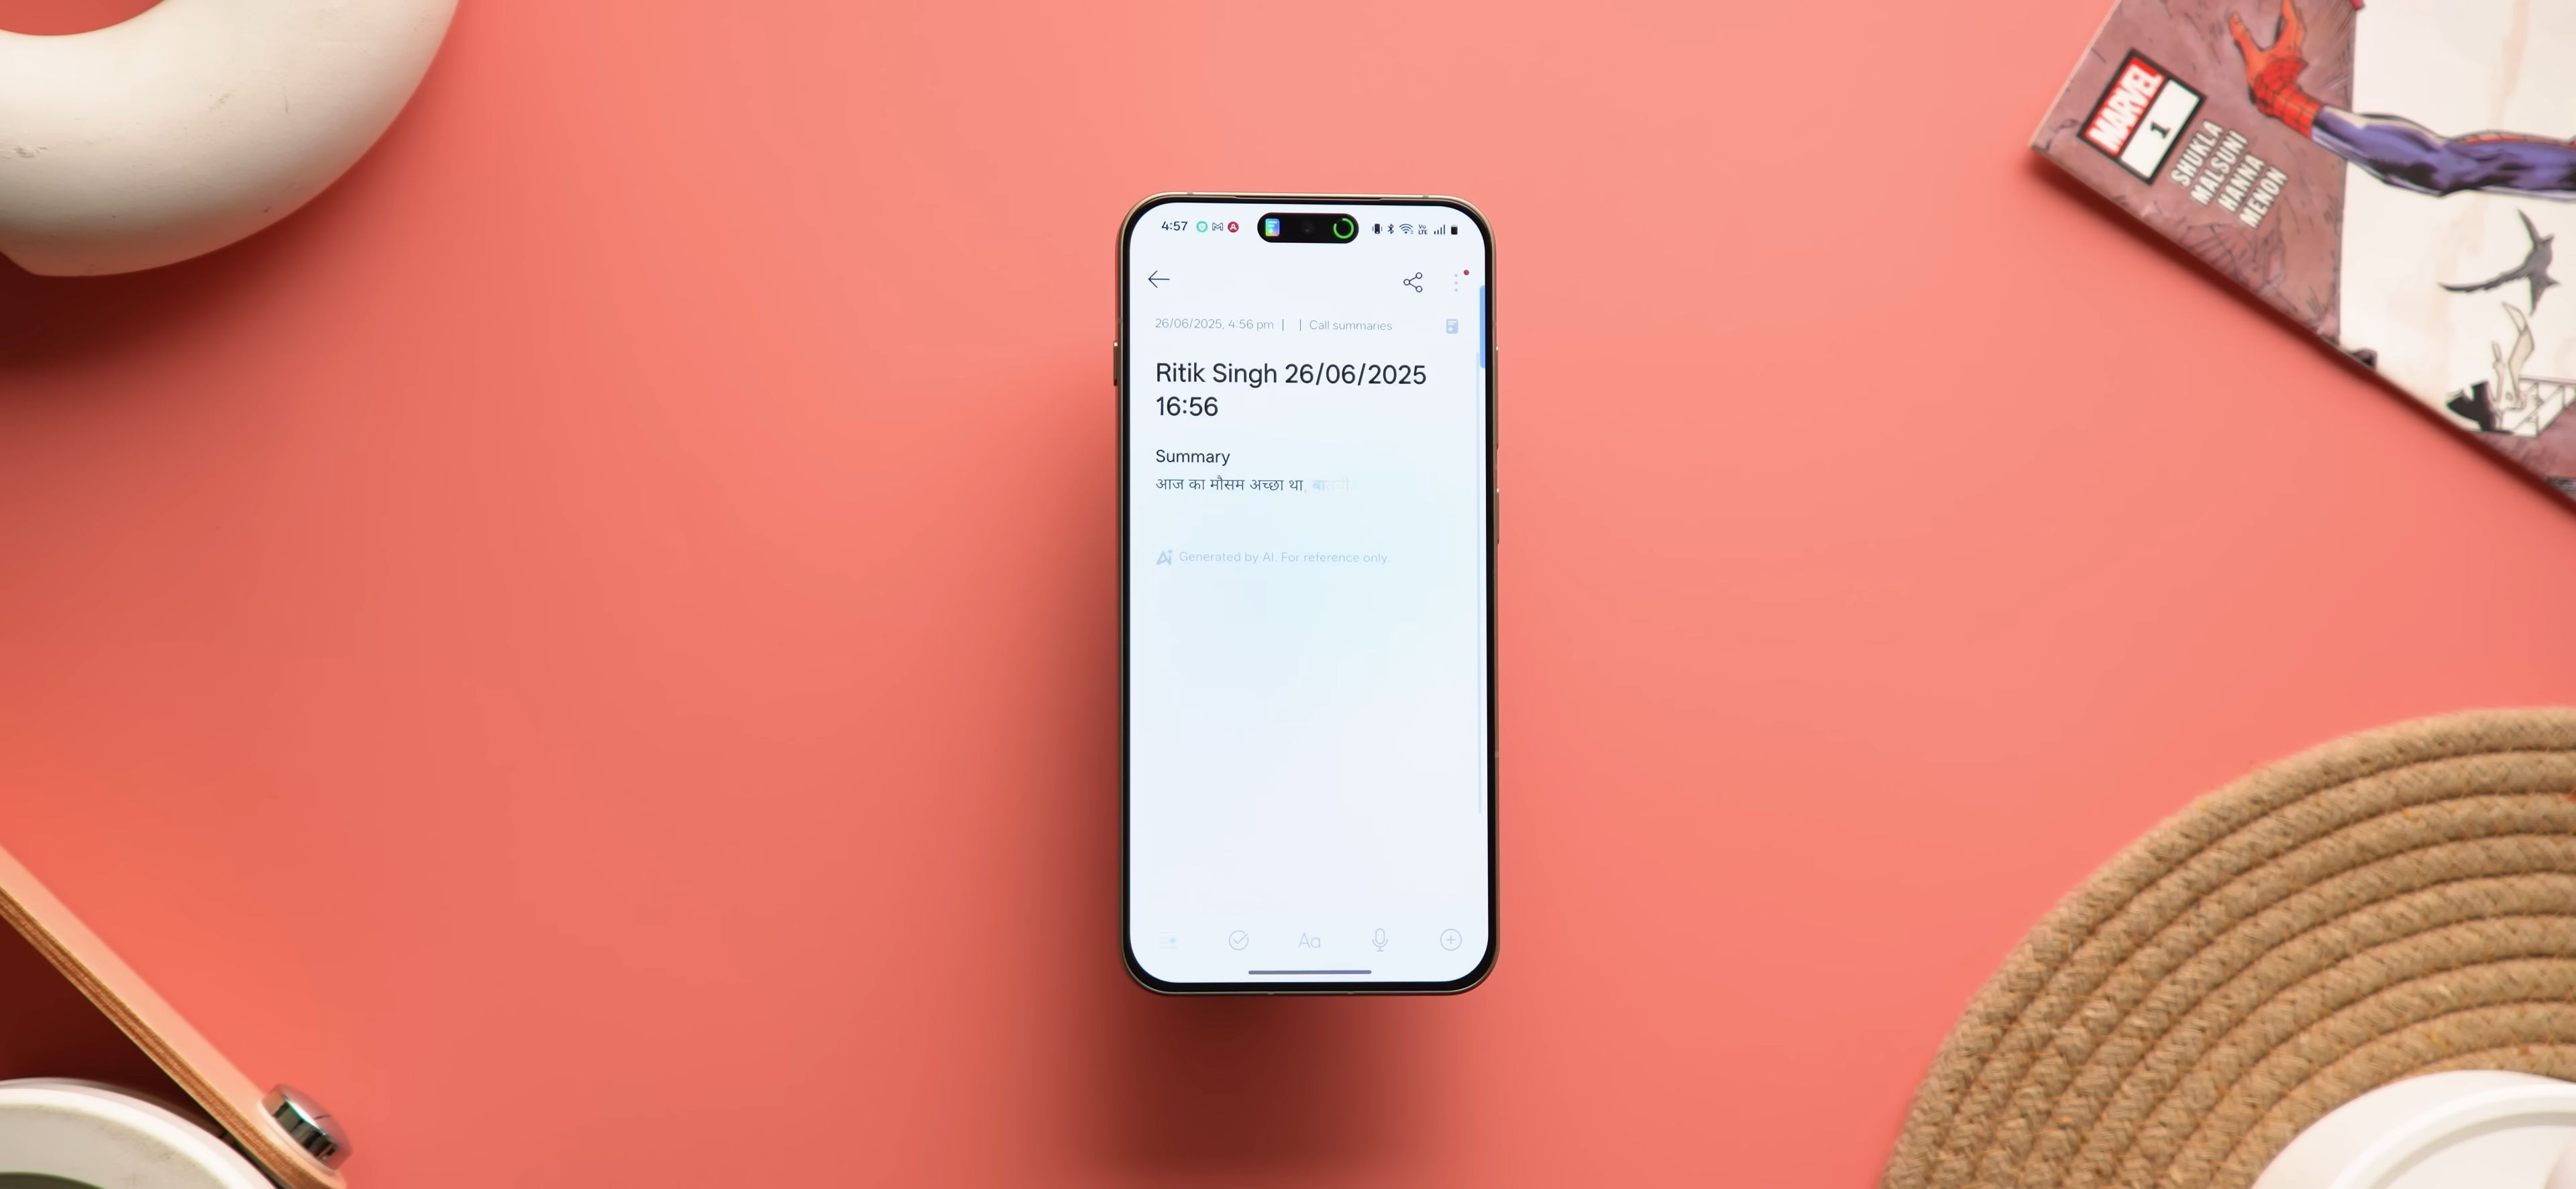 4:57
26/06/2025, 4:56 pm | | Call summaries
Ritik Singh 26/06/2025
16:56
Summary
आज का मौसम अच्छा था,
Generated by AI. For reference only.
Aa
MARVEL
1
SHUKLA
MALSUNI
HANNA
MENON